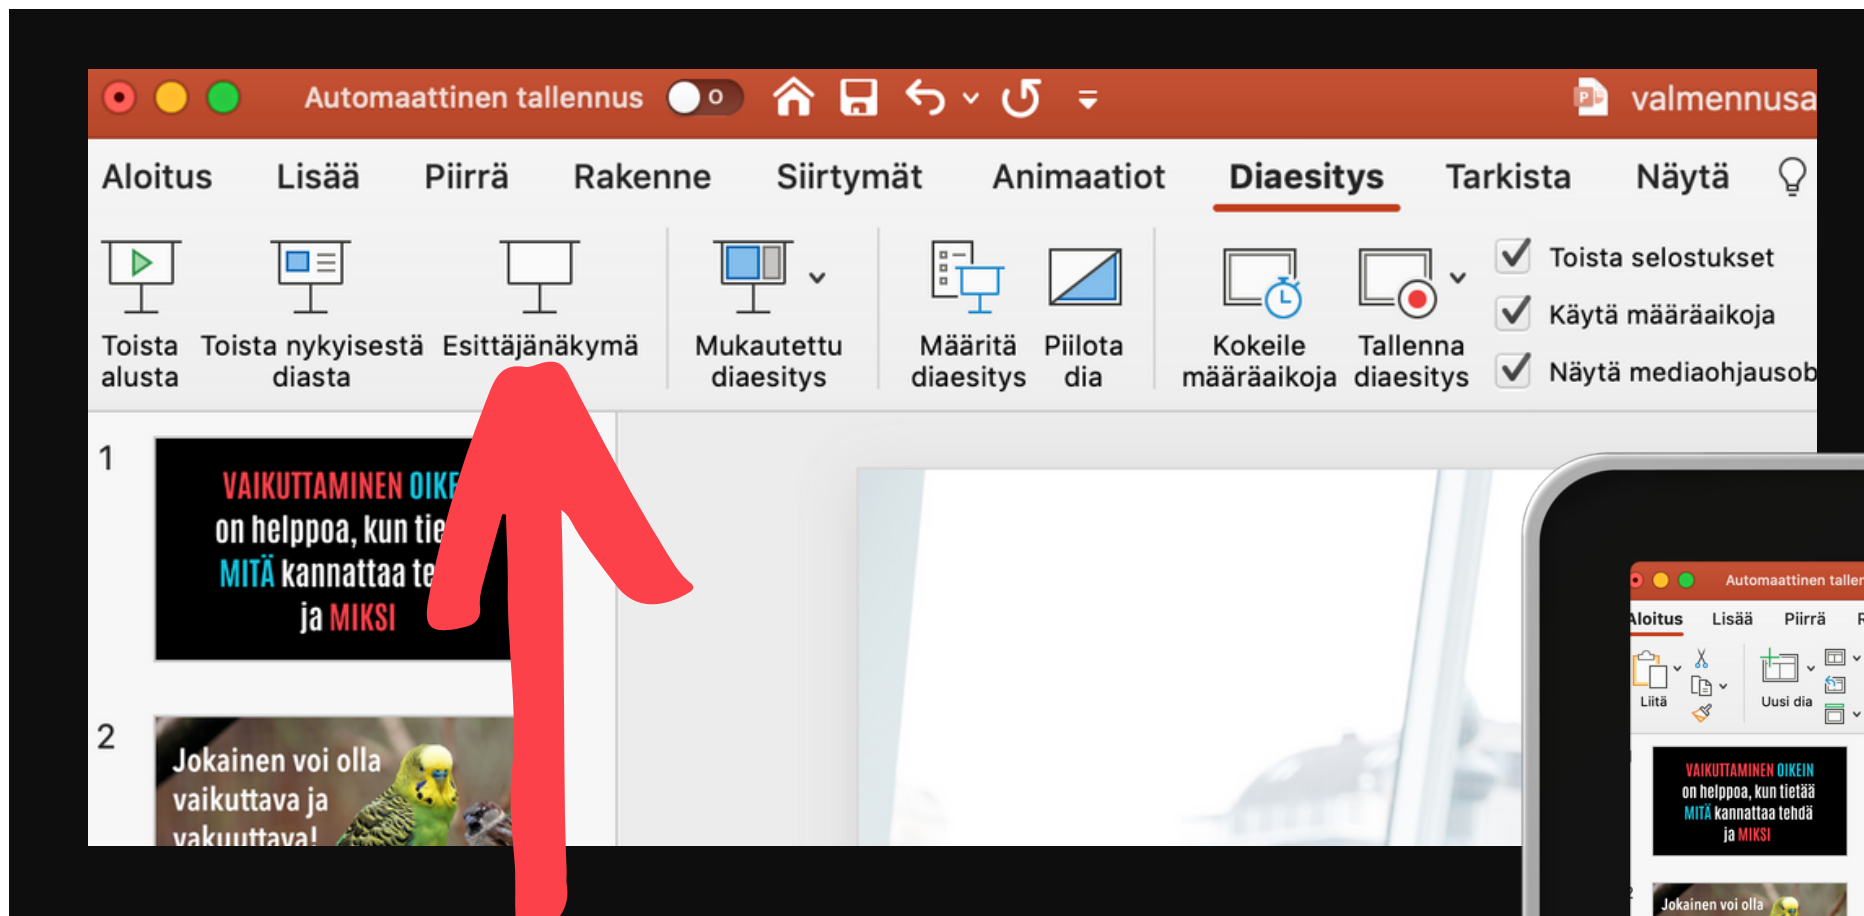 Automaattinen tallennus
valmennusa
Aloitus Lisää Piirrä Rakenne Siirtymät Animaatiot Diaesitys Tarkista Näytä
Toista alusta
Toista nykyisestä diasta
Esittäjänäkymä
Mukautettu diaesitys
Määritä diaesitys
Piilota dia
Kokeile määräaikoja
Tallenna diaesitys
Toista selostukset
Käytä määräaikoja
Näytä mediaohjausob
1
VAIKUTTAMINEN OIKE
on helppoa, kun tie
MITÄ kannattaa te
ja MIKSI
2
Jokainen voi olla
vaikuttava ja
vakuuttava!
Automaattinen taller
Aloitus Lisää Piirrä
Liitä
Uusi dia
VAIKUTTAMINEN OIKEIN
on helppoa, kun tietää
MITÄ kannattaa tehdä
ja MIKSI
Jokainen voi olla